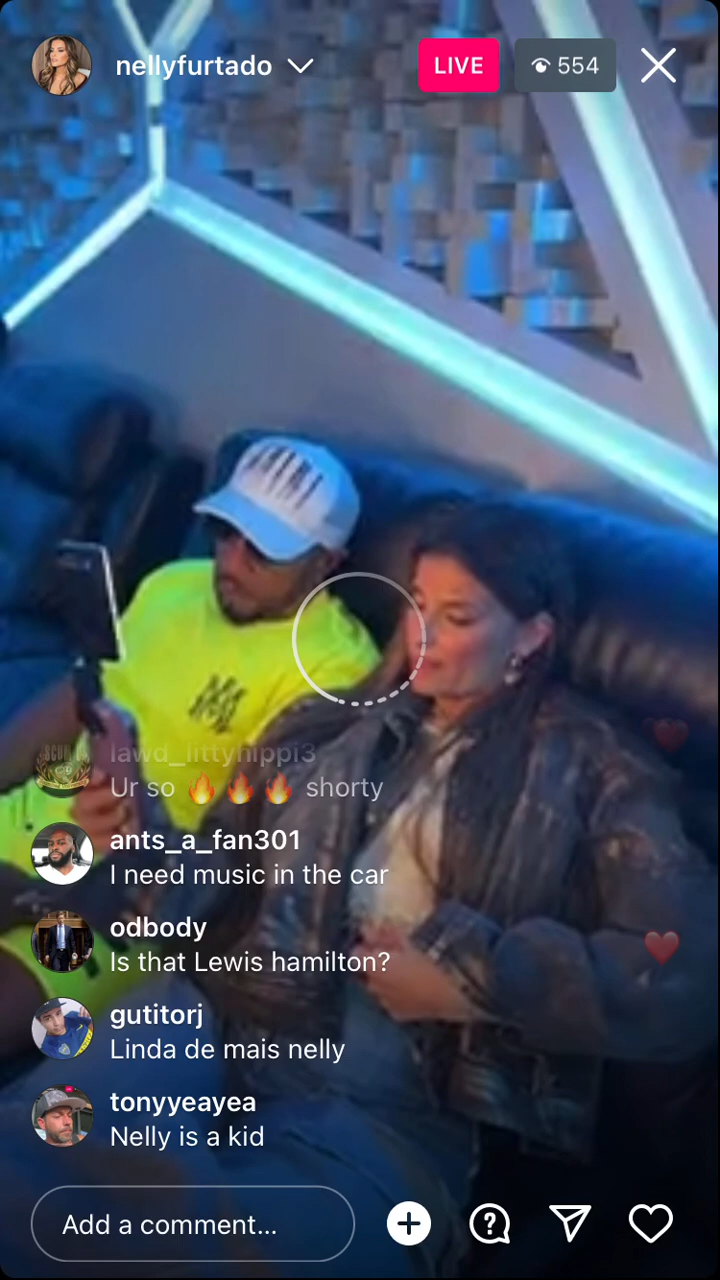 nellyfurtado
LIVE
554
lawd_littyhippi3
Ur so 🔥 🔥 🔥 shorty
ants_a_fan301
I need music in the car
odbody
Is that Lewis hamilton?
gutitorj
Linda de mais nelly
tonyyeayea
Nelly is a kid
Add a comment...